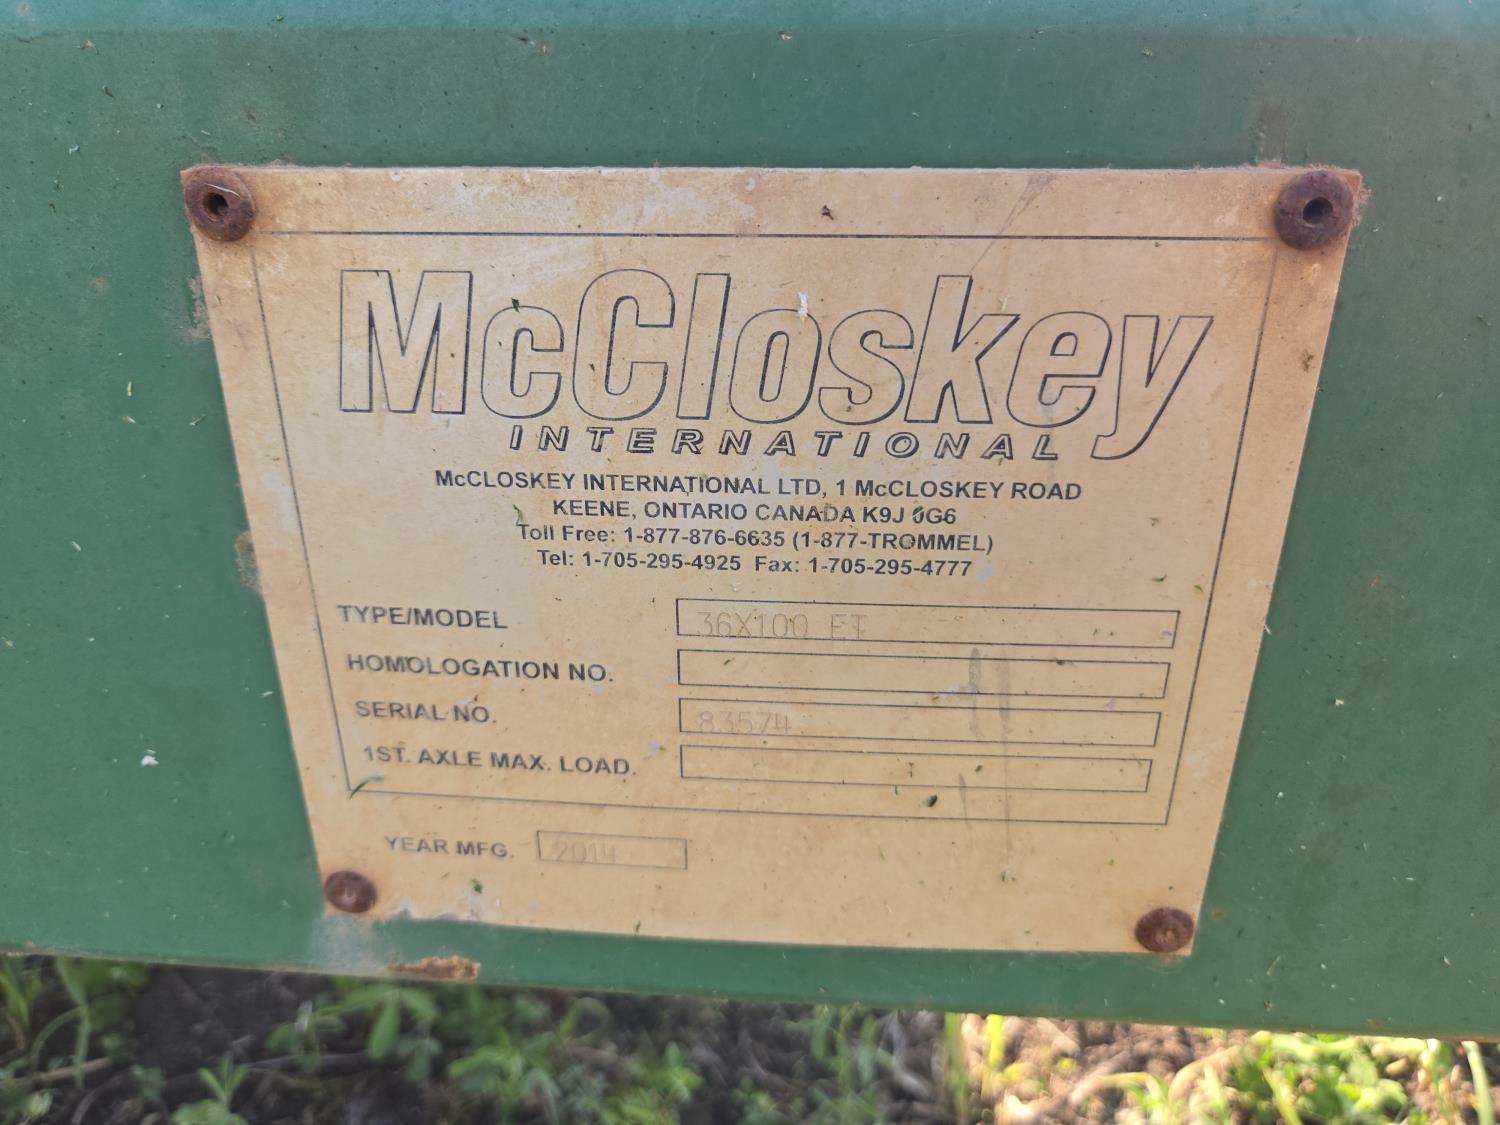 McCloskey
INTERNATIONAL
McCLOSKEY INTERNATIONAL LTD, 1 McCLOSKEY ROAD
KEENE, ONTARIO CANADA K9J 0G6
Toll Free: 1-877-876-6635 (1-877-TROMMEL)
Tel: 1-705-295-4925 Fax: 1-705-295-4777
TYPE/MODEL 36X100 ET
HOMOLOGATION NO.
SERIAL NO. 83574
1ST. AXLE MAX. LOAD.
YEAR MFG. 2014